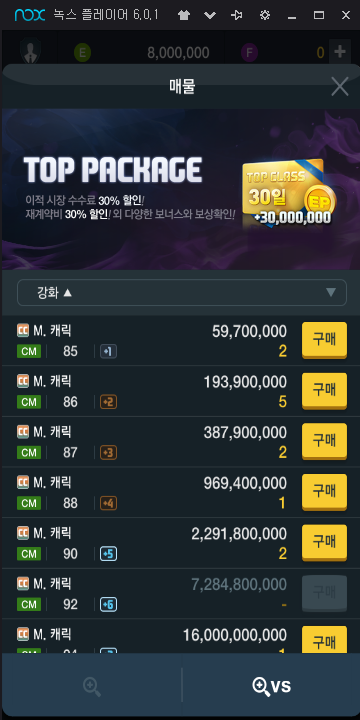 nox 녹스 플레이어 6.0.1
E 8,000,000 F 0 +
매물
TOP PACKAGE
이적 시장 수수료 30% 할인!
재계약비 30% 할인! 외 다양한 보너스와 보상확인!
TOP CLASS
30일
EP
+30,000,000
강화 ▲
CC M. 캐릭 59,700,000 구매
CM 85 +1 2
CC M. 캐릭 193,900,000 구매
CM 86 +2 5
CC M. 캐릭 387,900,000 구매
CM 87 +3 2
CC M. 캐릭 969,400,000 구매
CM 88 +4 1
CC M. 캐릭 2,291,800,000 구매
CM 90 +5 2
CC M. 캐릭 7,284,800,000 구매
CM 92 +6 -
CC M. 캐릭 16,000,000,000 구매
VS